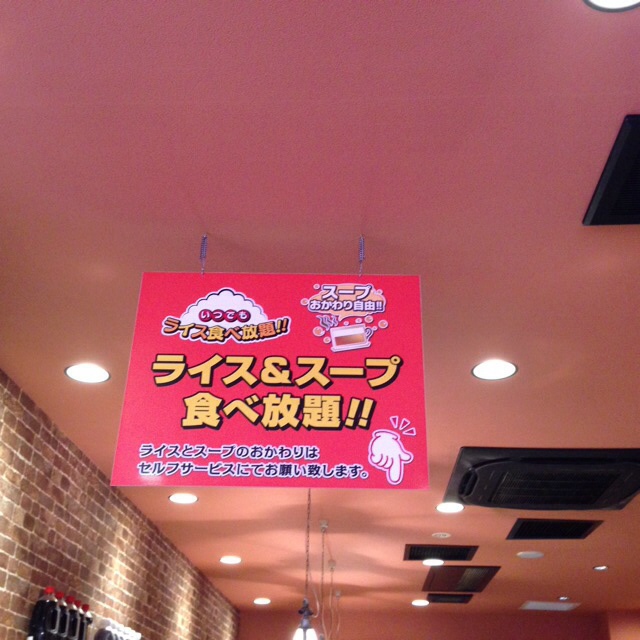 いつでも
ライス食べ放題!!
スープ
おかわり自由!!
ライス&スープ
食べ放題!!
ライスとスープのおかわりは
セルフサービスにてお願い致します。